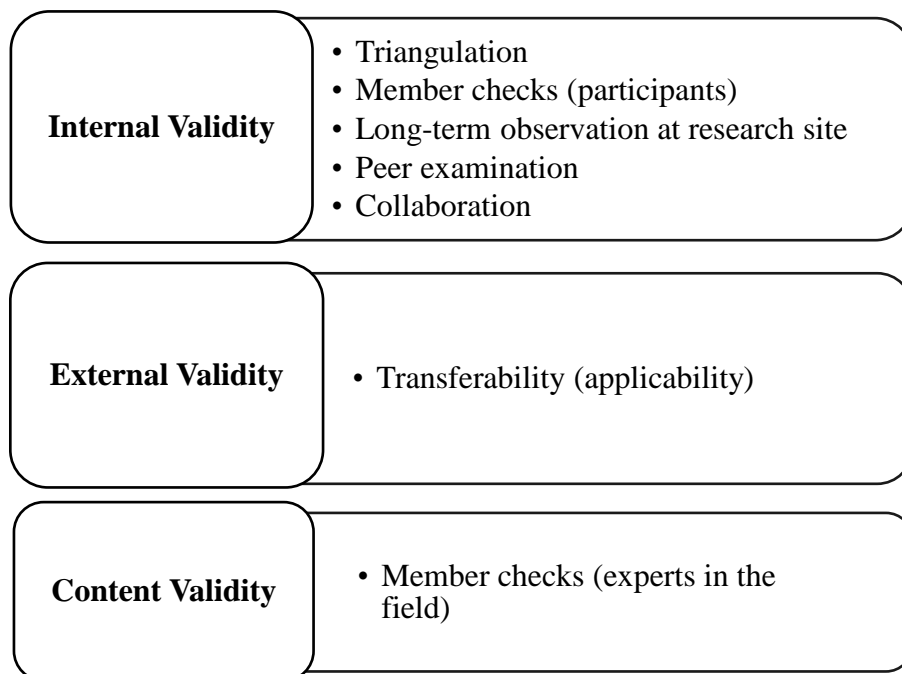 Internal Validity
• Triangulation
• Member checks (participants)
• Long-term observation at research site
• Peer examination
• Collaboration
External Validity
• Transferability (applicability)
Content Validity
• Member checks (experts in the
field)